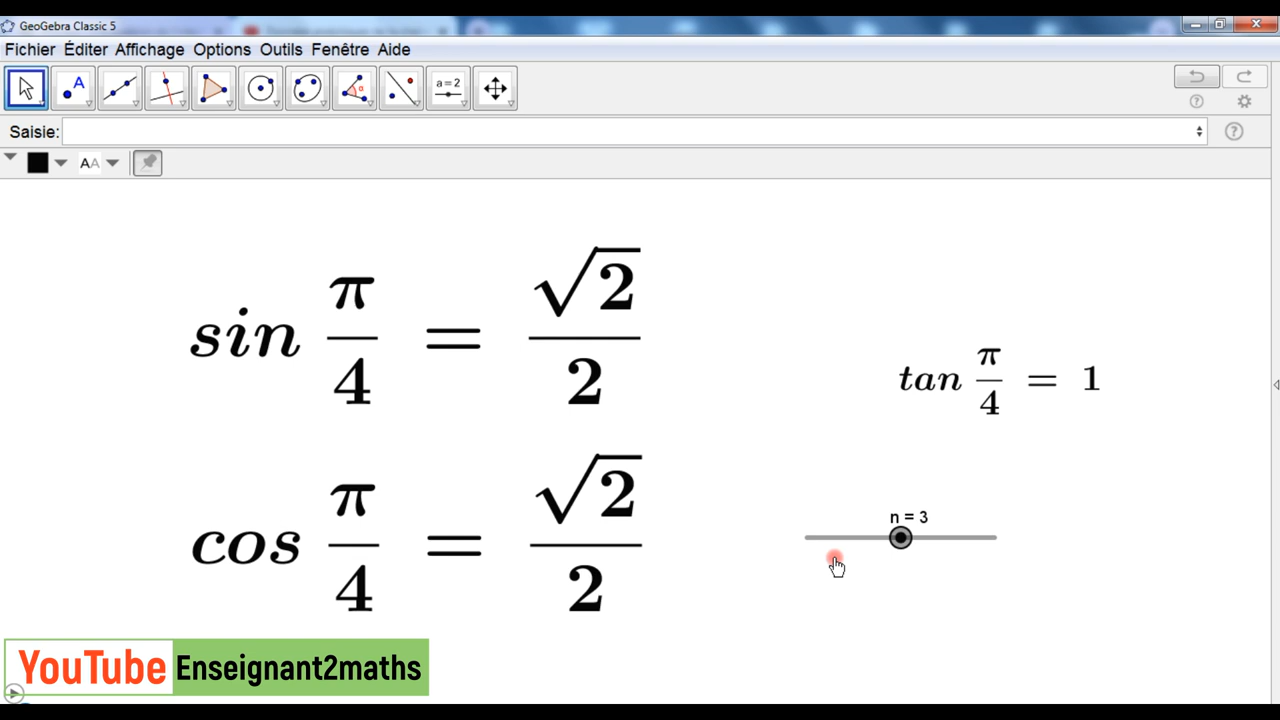 GeoGebra Classic 5
Fichier Éditer Affichage Options Outils Fenêtre Aide
A
α
a=2
Saisie:
AA
sin π/4 = √2/2
tan π/4 = 1
cos π/4 = √2/2
n = 3
YouTube Enseignant2maths